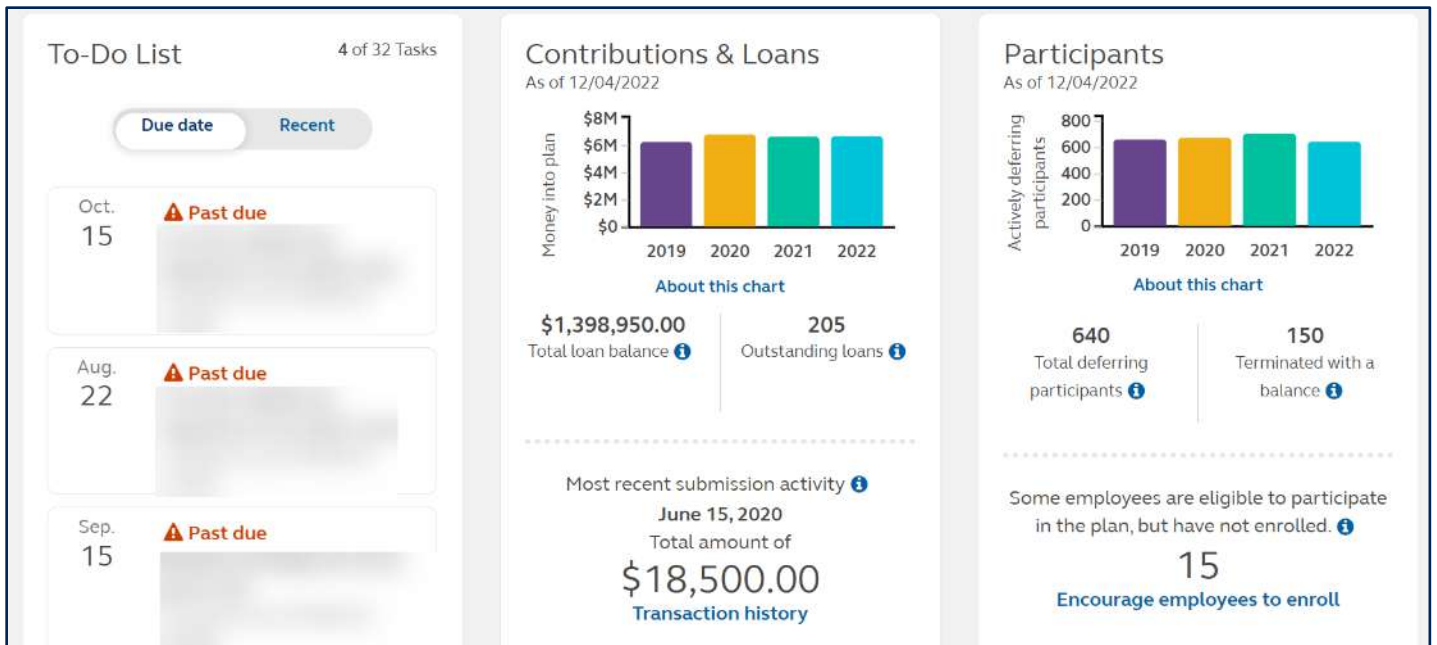 To-Do List
4 of 32 Tasks
Due date
Recent
Oct.
15
Past due
Aug.
22
Past due
Sep.
15
Past due
Contributions & Loans
As of 12/04/2022
Money into plan
$8M
$6M
$4M
$2M
$0
2019 2020 2021 2022
About this chart
$1,398,950.00
Total loan balance
205
Outstanding loans
Most recent submission activity
June 15, 2020
Total amount of
$18,500.00
Transaction history
Participants
As of 12/04/2022
Actively deferring
participants
800
600
400
200
0
2019 2020 2021 2022
About this chart
640
Total deferring
participants
150
Terminated with a
balance
Some employees are eligible to participate
in the plan, but have not enrolled.
15
Encourage employees to enroll